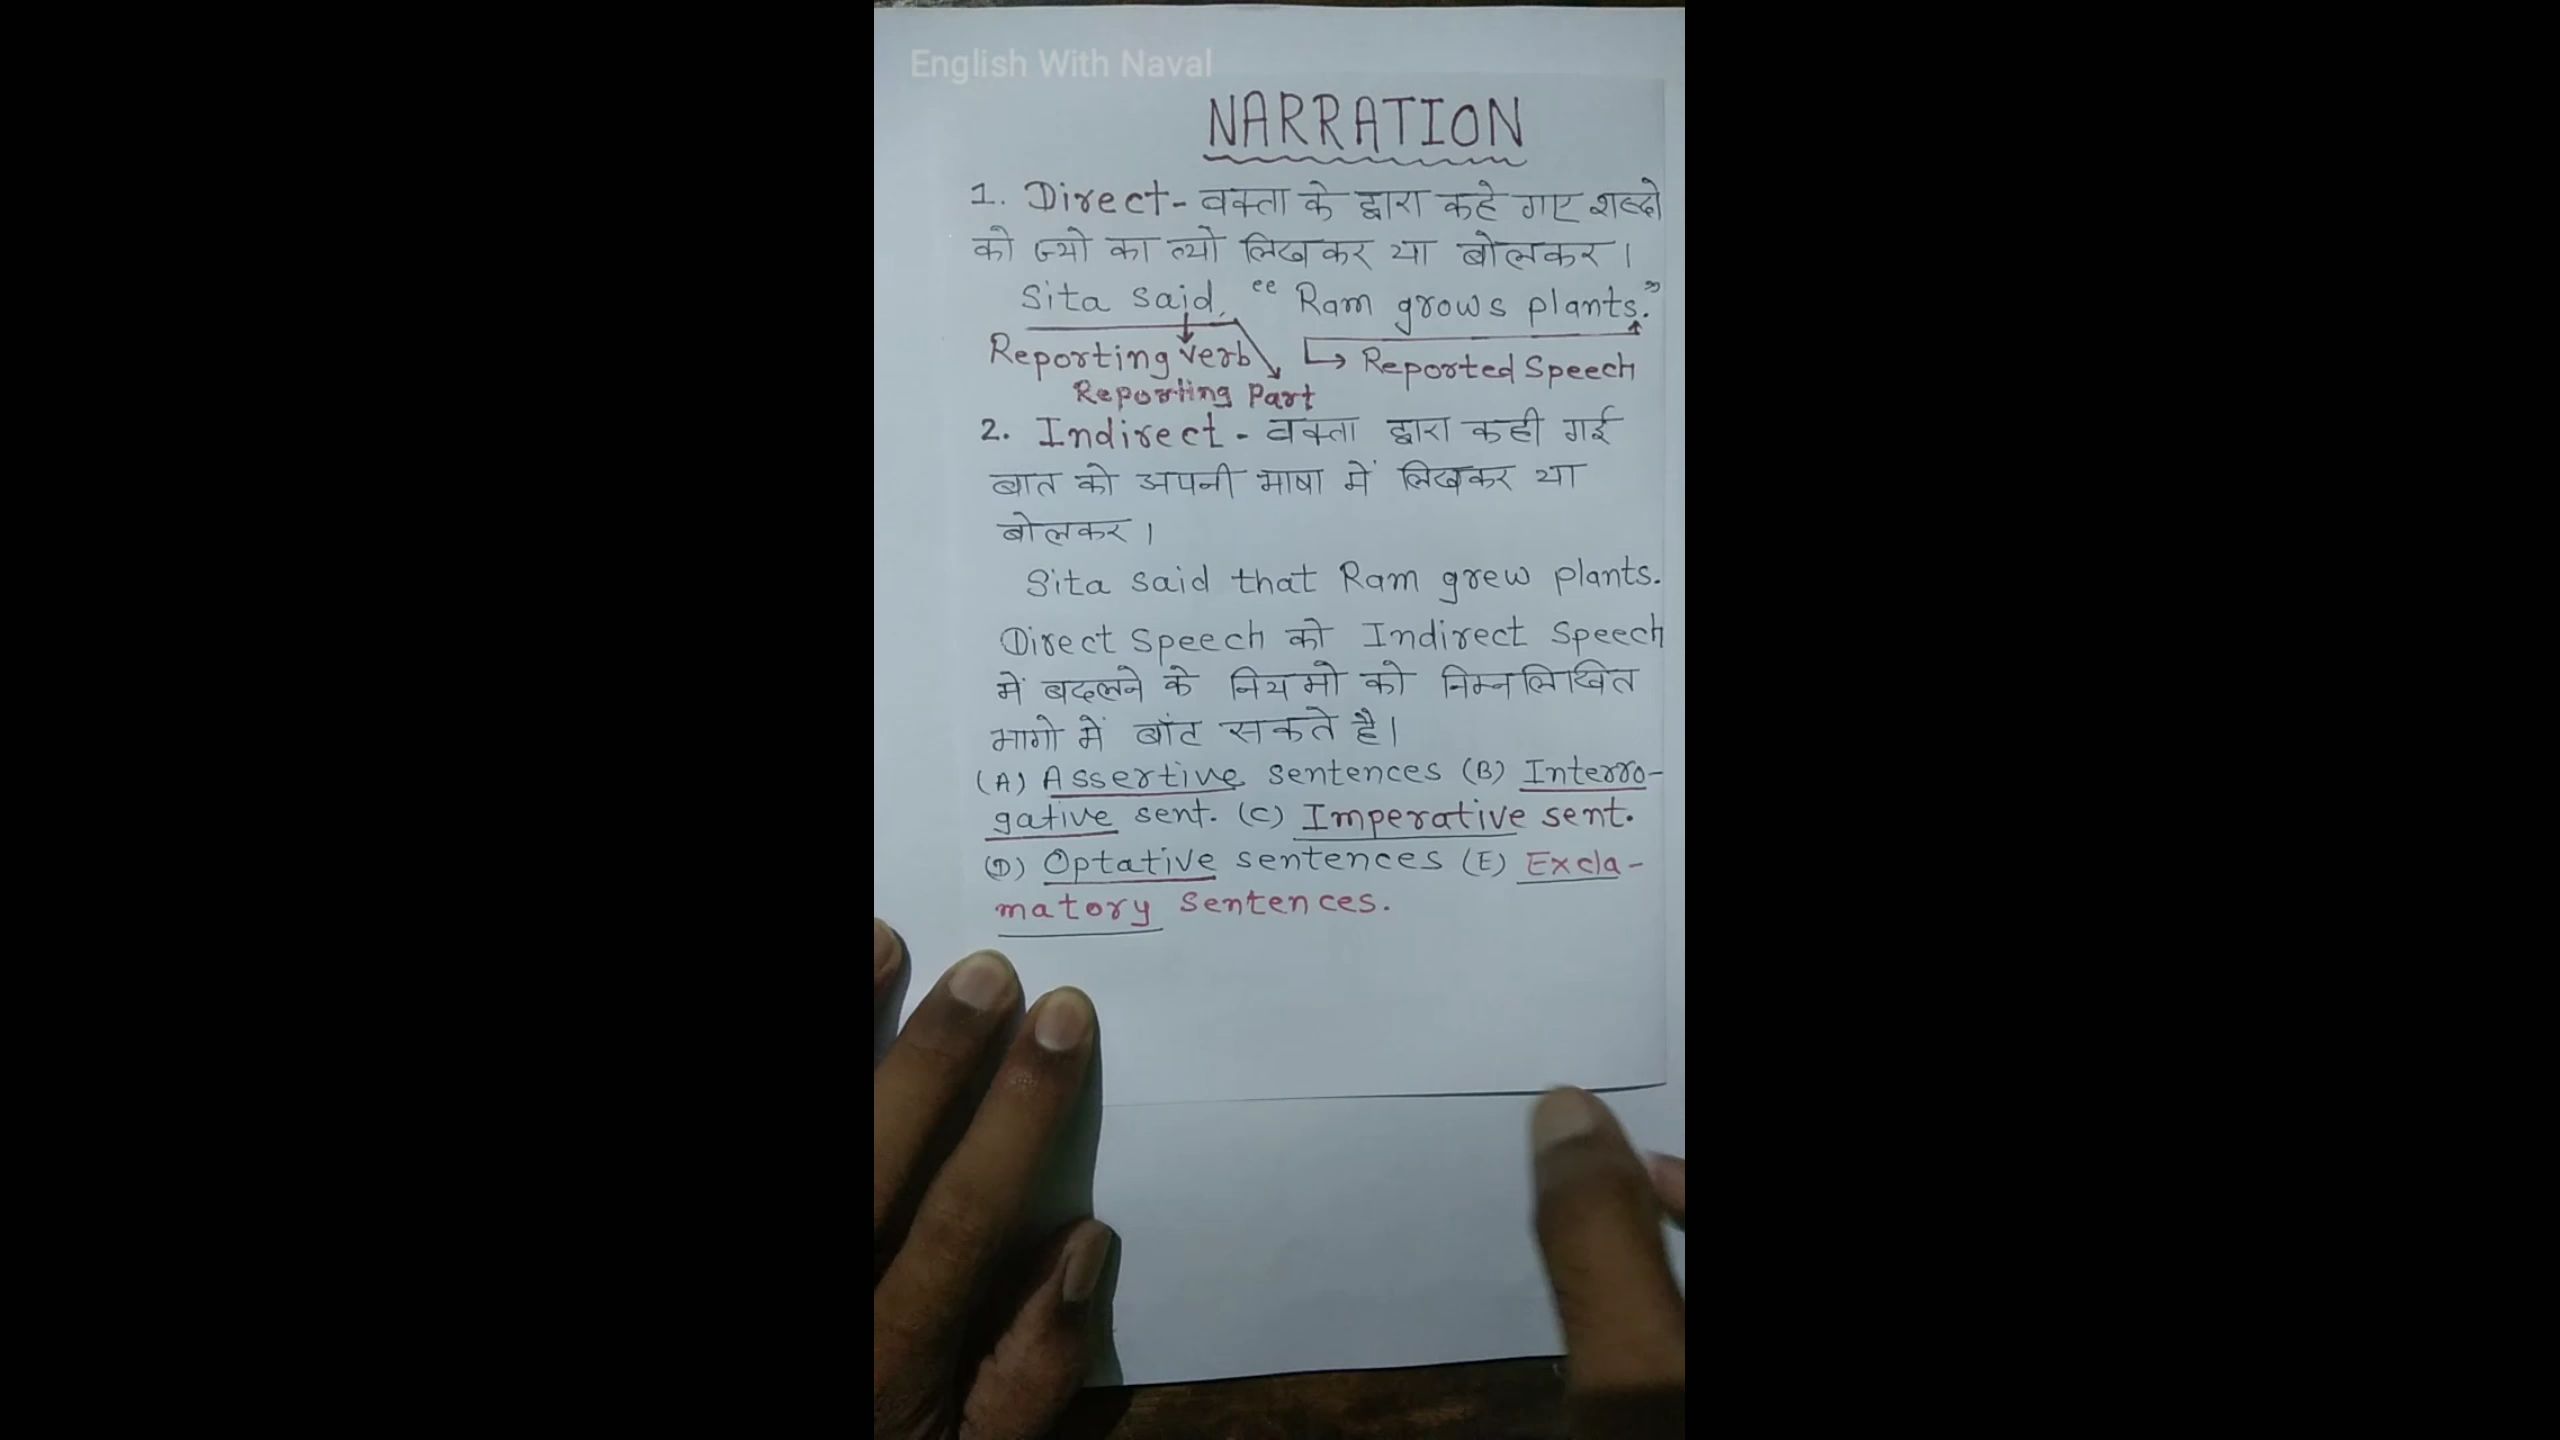 English With Naval
NARRATION
1. Direct - वक्ता के द्वारा कहे गए शब्दो
को ज्यो का त्यो लिखकर या बोलकर।
Sita said, “ Ram grows plants.”
Reporting verb → Reported Speech
Reporting Part
2. Indirect - वक्ता द्वारा कही गई
बात को अपनी भाषा में लिखकर या
बोलकर।
Sita said that Ram grew plants.
Direct Speech को Indirect Speech
में बदलने के नियमो को निम्नलिखित
भागो में बाँट सकते है।
(A) Assertive sentences (B) Interro-
gative sent. (C) Imperative sent.
(D) Optative sentences (E) Excla-
matory sentences.